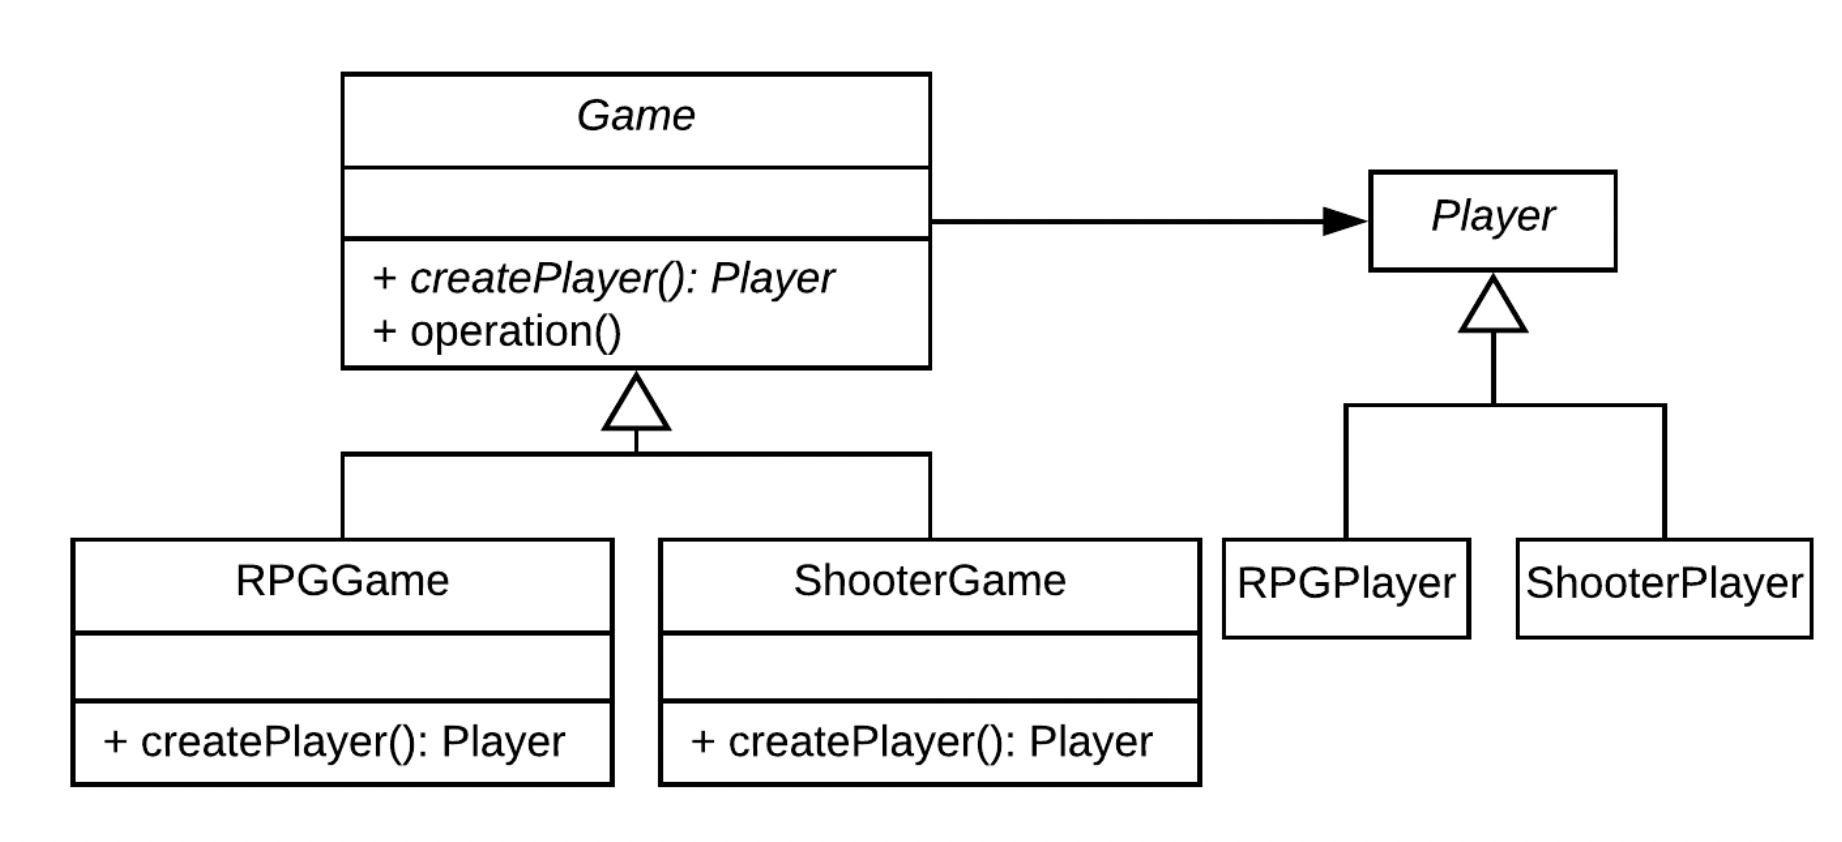 Game
+ createPlayer(): Player
+ operation()
Player
RPGGame
+ createPlayer(): Player
ShooterGame
+ createPlayer(): Player
RPGPlayer
ShooterPlayer